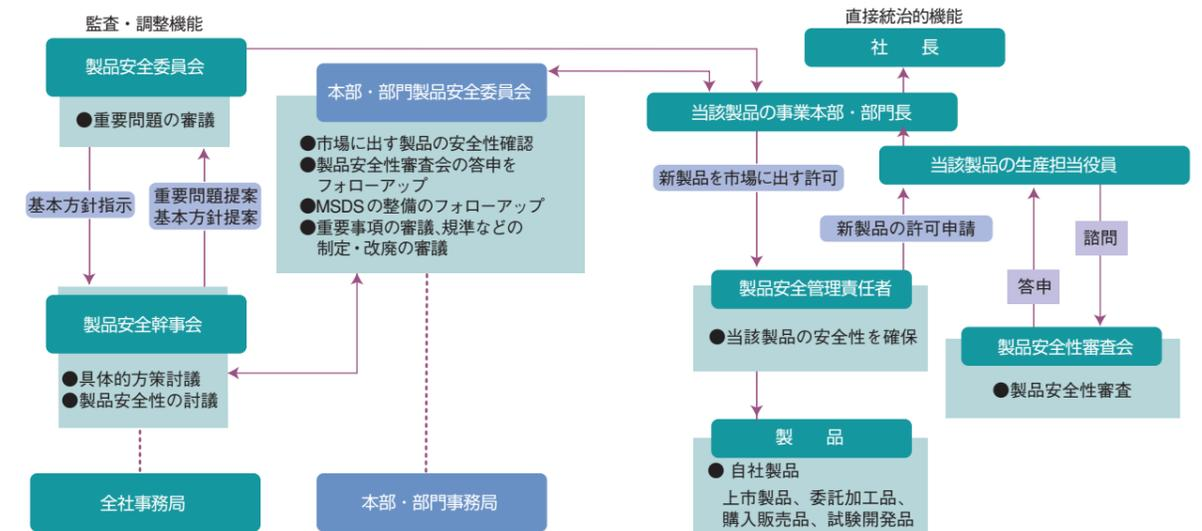 監査・調整機能
製品安全委員会
●重要問題の審議
基本方針指示
重要問題提案
基本方針提案
製品安全幹事会
●具体的方策討議
●製品安全性の討議
全社事務局
本部・部門製品安全委員会
●市場に出す製品の安全性確認
●製品安全性審査会の答申を
フォローアップ
●MSDSの整備のフォローアップ
●重要事項の審議、規準などの
制定・改廃の審議
本部・部門事務局
直接統治的機能
社　長
当該製品の事業本部・部門長
当該製品の生産担当役員
新製品を市場に出す許可
新製品の許可申請
諮問
答申
製品安全管理責任者
●当該製品の安全性を確保
製品安全性審査会
●製品安全性審査
製　品
● 自社製品
上市製品、委託加工品、
購入販売品、試験開発品